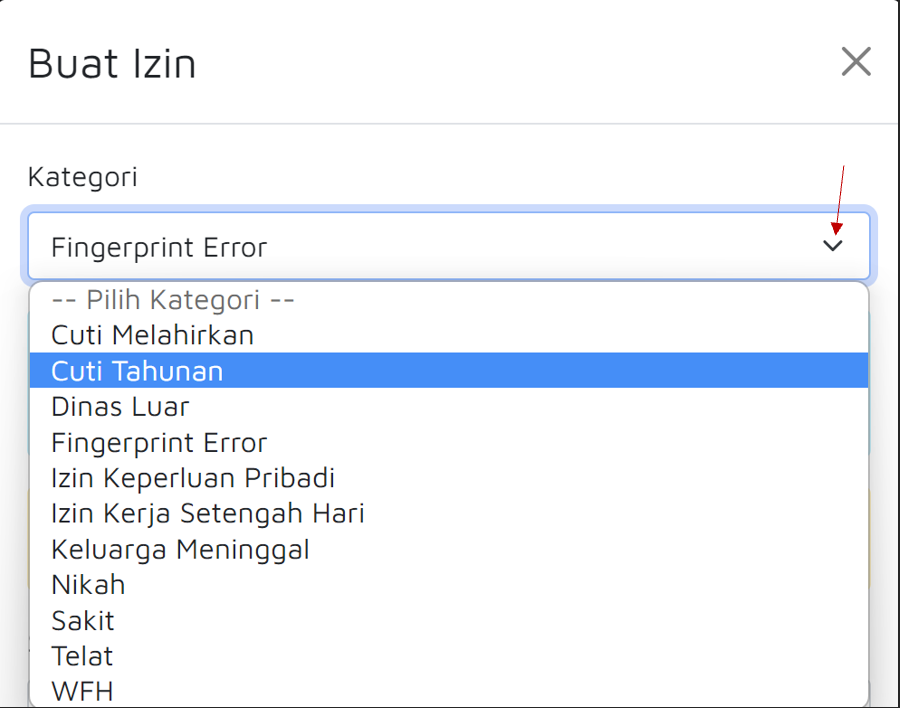 Buat Izin
Kategori
Fingerprint Error
-- Pilih Kategori --
Cuti Melahirkan
Cuti Tahunan
Dinas Luar
Fingerprint Error
Izin Keperluan Pribadi
Izin Kerja Setengah Hari
Keluarga Meninggal
Nikah
Sakit
Telat
WFH